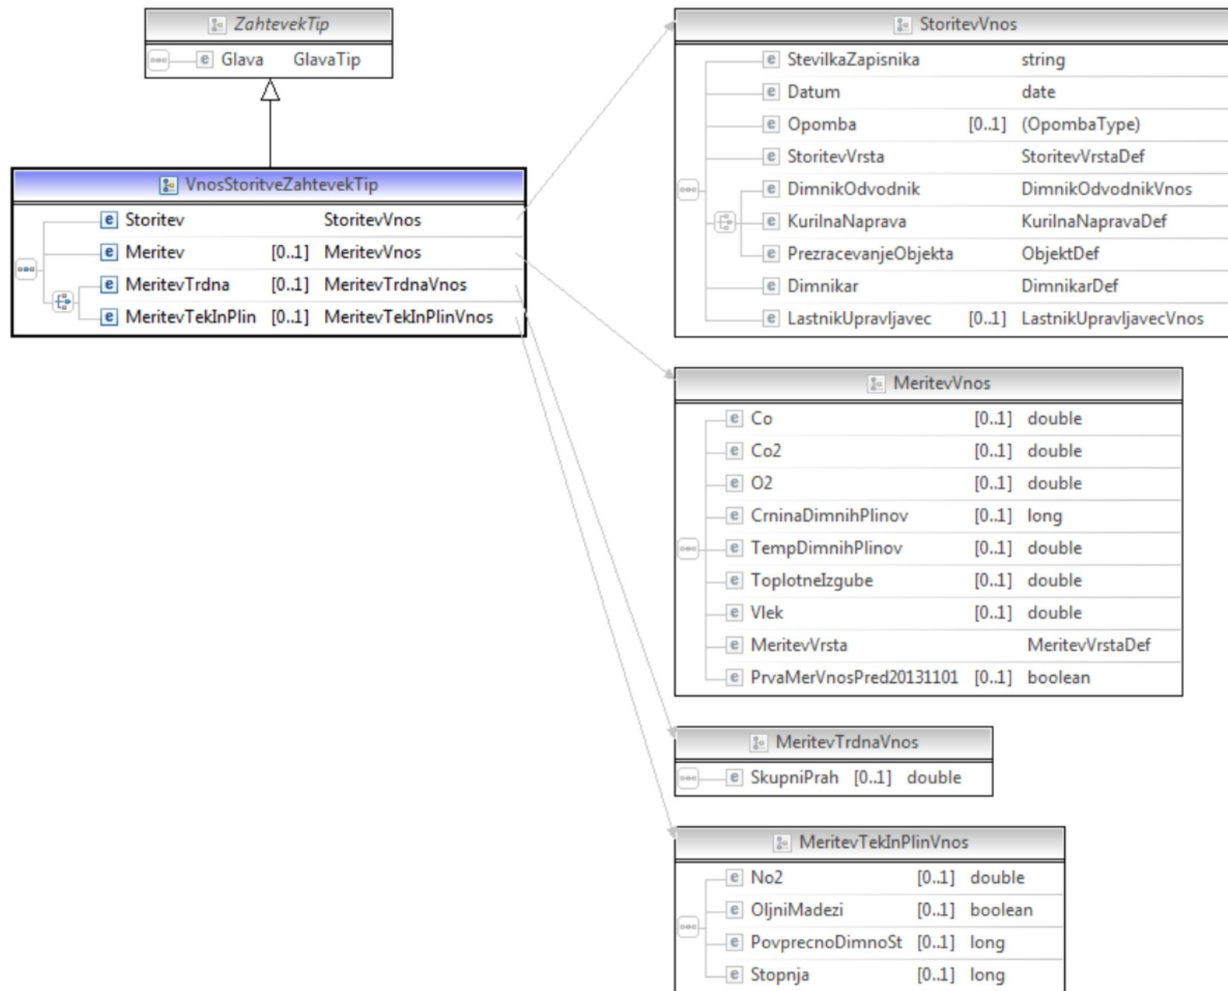 ZahtevekTip
e Glava GlavaTip
VnosStoritveZahtevekTip
e Storitev StoritevVnos
e Meritev [0..1] MeritevVnos
e MeritevTrdna [0..1] MeritevTrdnaVnos
e MeritevTekInPlin [0..1] MeritevTekInPlinVnos
StoritevVnos
e StevilkaZapisnika string
e Datum date
e Opomba [0..1] (OpombaType)
e StoritevVrsta StoritevVrstaDef
e DimnikOdvodnik DimnikOdvodnikVnos
e KurilnaNaprava KurilnaNapravaDef
e PrezracevanjeObjekta ObjektDef
e Dimnikar DimnikarDef
e LastnikUpravljavec [0..1] LastnikUpravljavecVnos
MeritevVnos
e Co [0..1] double
e Co2 [0..1] double
e O2 [0..1] double
e CrninaDimnihPlinov [0..1] long
e TempDimnihPlinov [0..1] double
e ToplotneIzgube [0..1] double
e Vlek [0..1] double
e MeritevVrsta MeritevVrstaDef
e PrvaMerVnosPred20131101 [0..1] boolean
MeritevTrdnaVnos
e SkupniPrah [0..1] double
MeritevTekInPlinVnos
e No2 [0..1] double
e OljniMadezi [0..1] boolean
e PovprecnoDimnoSt [0..1] long
e Stopnja [0..1] long